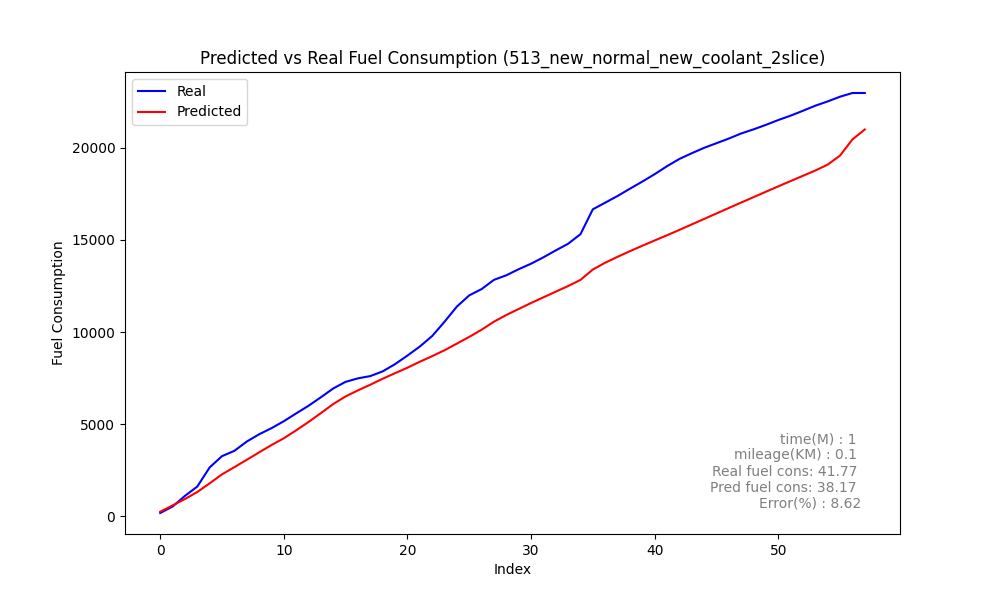 Predicted vs Real Fuel Consumption (513_new_normal_new_coolant_2slice)
Real
Predicted
Fuel Consumption
20000
15000
10000
5000
0
time(M) : 1
mileage(KM) : 0.1
Real fuel cons: 41.77
Pred fuel cons: 38.17
Error(%) : 8.62
0 10 20 30 40 50
Index